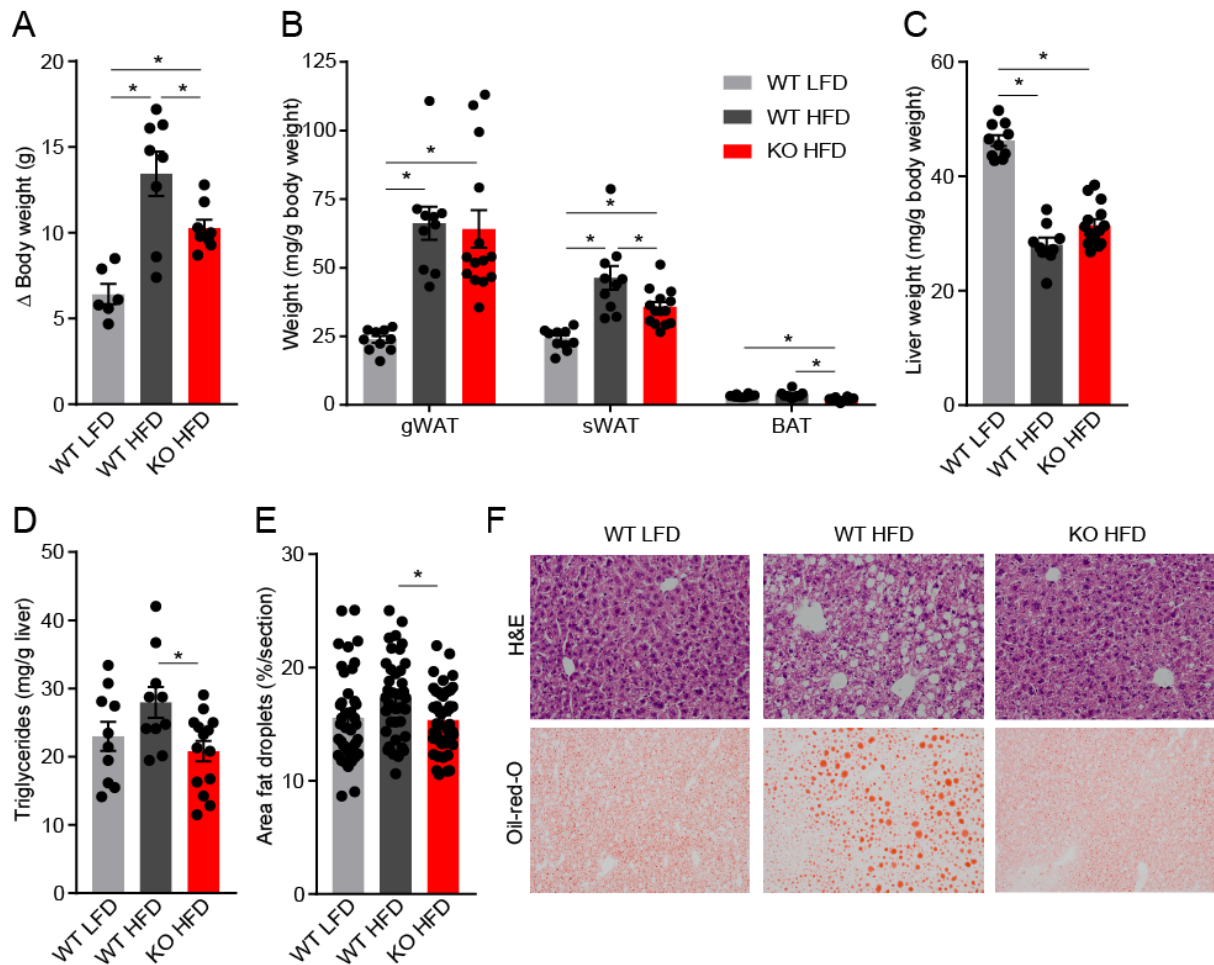 A
Δ Body weight (g)
20
15
10
5
0
*
*
*
WT LFD
WT HFD
KO HFD
B
Weight (mg/g body weight)
125
100
75
50
25
0
*
*
*
*
*
*
*
gWAT
sWAT
BAT
WT LFD
WT HFD
KO HFD
C
Liver weight (mg/g body weight)
60
40
20
0
*
*
WT LFD
WT HFD
KO HFD
D
Triglycerides (mg/g liver)
50
40
30
20
10
0
*
WT LFD
WT HFD
KO HFD
E
Area fat droplets (%/section)
30
20
10
0
*
WT LFD
WT HFD
KO HFD
F
WT LFD
WT HFD
KO HFD
H&E
Oil-red-O